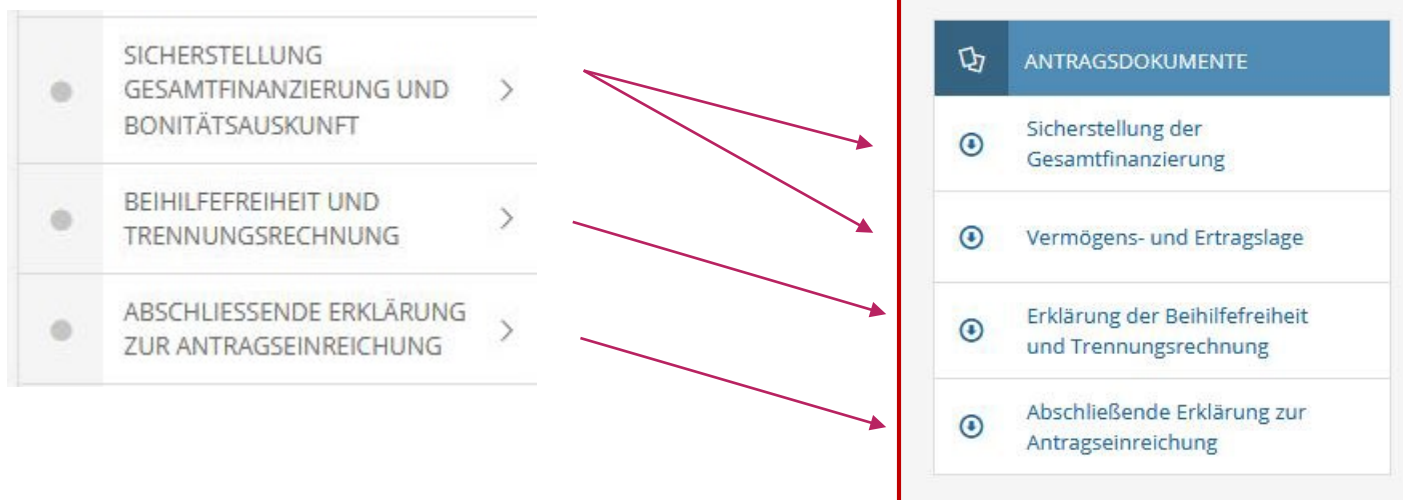 SICHERSTELLUNG
GESAMTFINANZIERUNG UND
BONITÄTSAUSKUNFT
BEIHILFEFREIHEIT UND
TRENNUNGSRECHNUNG
ABSCHLIESSENDE ERKLÄRUNG
ZUR ANTRAGSEINREICHUNG
ANTRAGSDOKUMENTE
Sicherstellung der
Gesamtfinanzierung
Vermögens- und Ertragslage
Erklärung der Beihilfefreiheit
und Trennungsrechnung
Abschließende Erklärung zur
Antragseinreichung